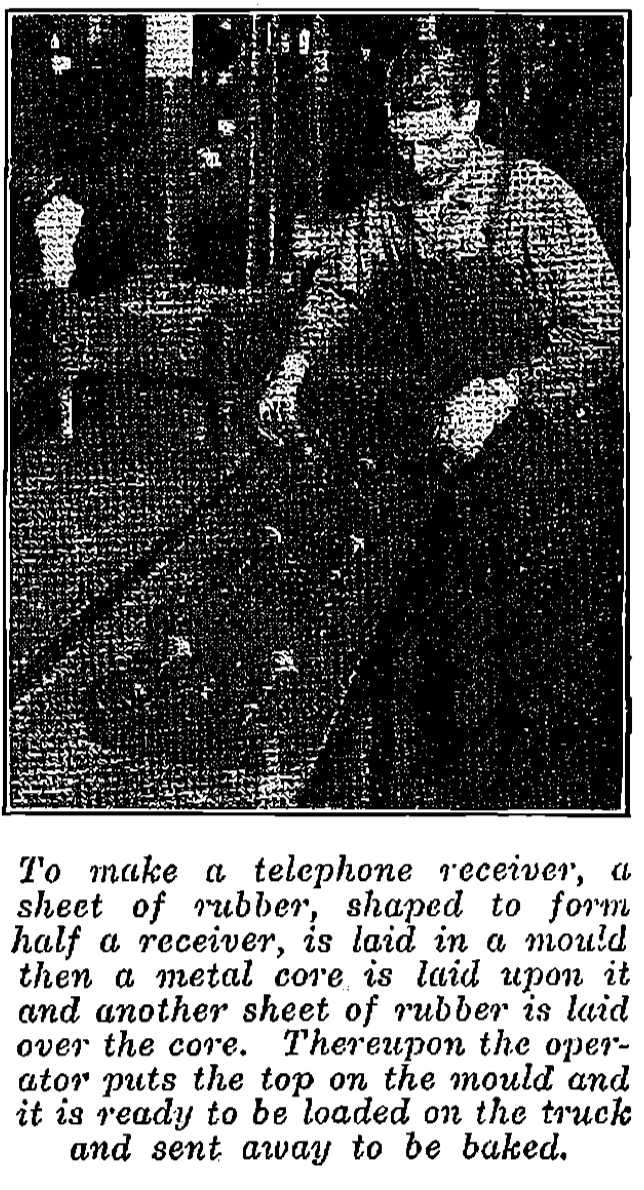 To make a telephone receiver, a
sheet of rubber, shaped to form
half a receiver, is laid in a mould
then a metal core is laid upon it
and another sheet of rubber is laid
over the core. Thereupon the oper-
ator puts the top on the mould and
it is ready to be loaded on the truck
and sent away to be baked.